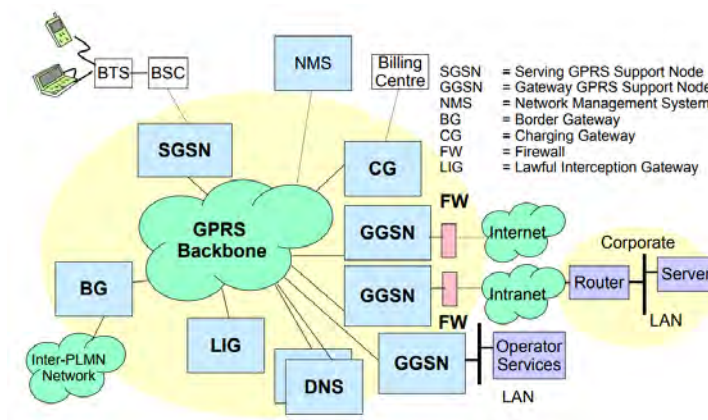 BTS
BSC
NMS
Billing
Centre
SGSN = Serving GPRS Support Node
GGSN = Gateway GPRS Support Node
NMS = Network Management System
BG = Border Gateway
CG = Charging Gateway
FW = Firewall
LIG = Lawful Interception Gateway
SGSN
CG
FW
GPRS
Backbone
GGSN
Internet
Corporate
BG
GGSN
Intranet
Router
Server
FW
LAN
Inter-PLMN
Network
LIG
DNS
GGSN
Operator
Services
LAN